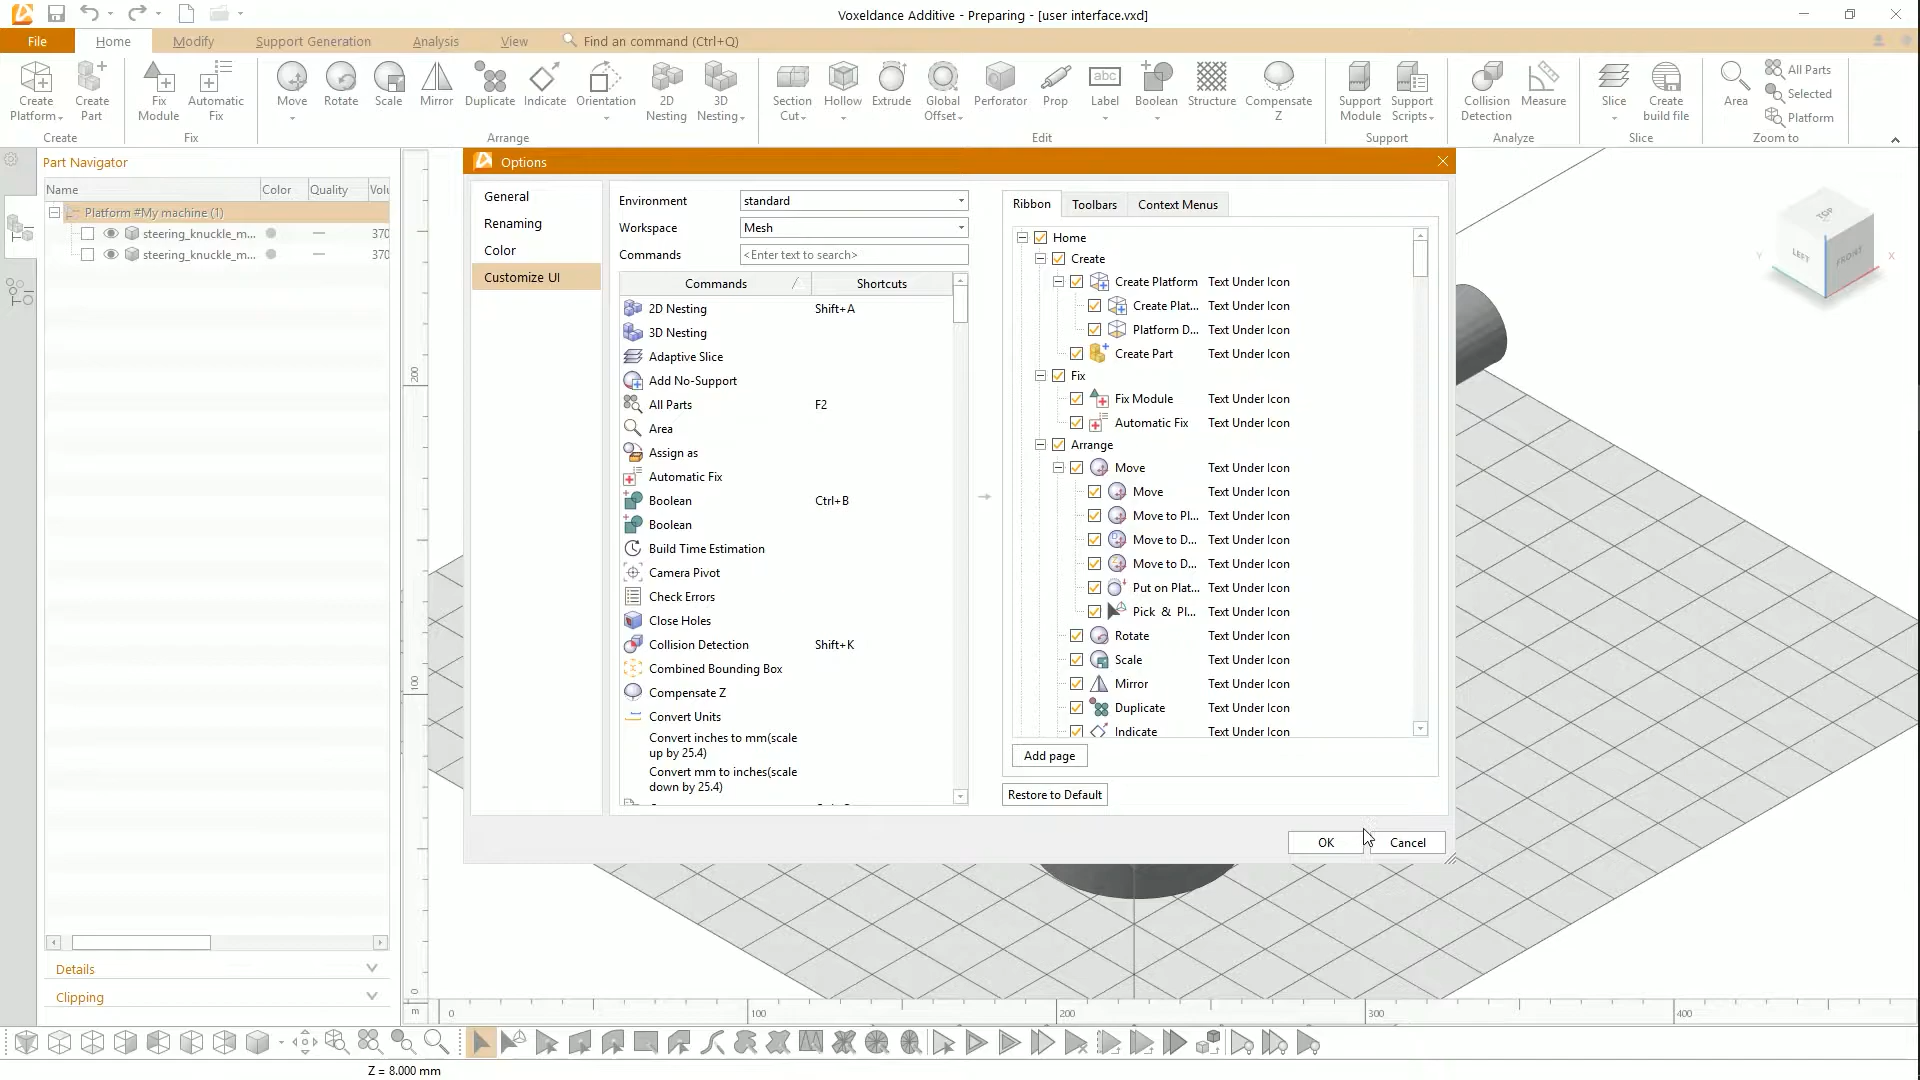 Voxeldance Additive - Preparing - [user interface.vxd]
File
Home
Modify
Support Generation
Analysis
View
Find an command (Ctrl+Q)
Create Platform
Create Part
Fix Module
Automatic Fix
Move
Rotate
Scale
Mirror
Duplicate
Indicate
Orientation
2D Nesting
3D Nesting
Section Cut
Hollow
Extrude
Global Offset
Perforator
Prop
abc
Label
Boolean
Structure
Compensate Z
Support Module
Support Scripts
Collision Detection
Measure
Slice
Create build file
Area
All Parts
Selected
Platform
Create
Fix
Arrange
Edit
Support
Analyze
Slice
Zoom to
Part Navigator
Name
Color
Quality
Volu
Platform #My machine (1)
steering_knuckle_m...
370
steering_knuckle_m...
370
Details
Clipping
Options
General
Renaming
Color
Customize UI
Environment
standard
Workspace
Mesh
Commands
<Enter text to search>
Commands
Shortcuts
2D Nesting
Shift+A
3D Nesting
Adaptive Slice
Add No-Support
All Parts
F2
Area
Assign as
Automatic Fix
Boolean
Ctrl+B
Boolean
Build Time Estimation
Camera Pivot
Check Errors
Close Holes
Collision Detection
Shift+K
Combined Bounding Box
Compensate Z
Convert Units
Convert inches to mm(scale
up by 25.4)
Convert mm to inches(scale
down by 25.4)
Ribbon
Toolbars
Context Menus
Home
Create
Create Platform Text Under Icon
Create Plat... Text Under Icon
Platform D... Text Under Icon
Create Part Text Under Icon
Fix
Fix Module Text Under Icon
Automatic Fix Text Under Icon
Arrange
Move Text Under Icon
Move Text Under Icon
Move to Pl... Text Under Icon
Move to D... Text Under Icon
Move to D... Text Under Icon
Put on Plat... Text Under Icon
Pick & Pl... Text Under Icon
Rotate Text Under Icon
Scale Text Under Icon
Mirror Text Under Icon
Duplicate Text Under Icon
Indicate Text Under Icon
Add page
Restore to Default
OK
Cancel
TOP
LEFT
FRONT
Y
X
200
100
0
m
0
100
200
300
400
Z = 8.000 mm